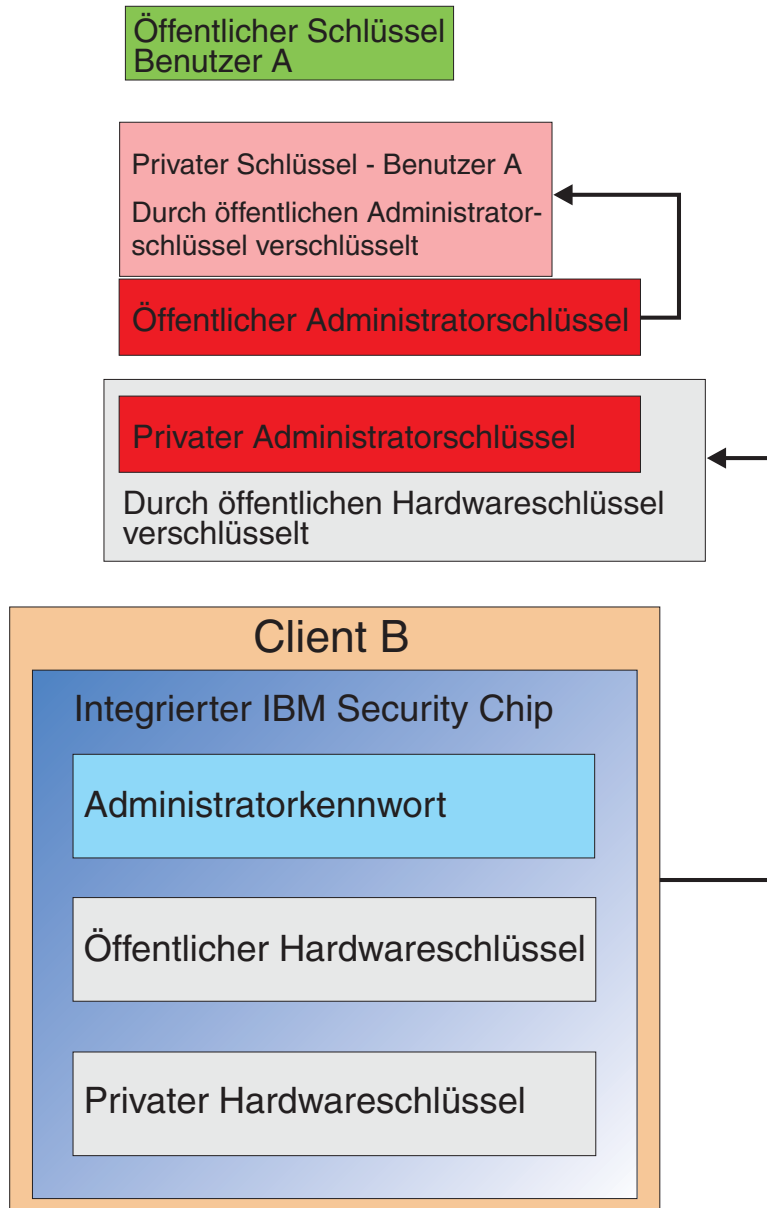 Öffentlicher Schlüssel
Benutzer A
Privater Schlüssel - Benutzer A
Durch öffentlichen Administrator-
schlüssel verschlüsselt
Öffentlicher Administratorschlüssel
Privater Administratorschlüssel
Durch öffentlichen Hardwareschlüssel
verschlüsselt
Client B
Integrierter IBM Security Chip
Administratorkennwort
Öffentlicher Hardwareschlüssel
Privater Hardwareschlüssel